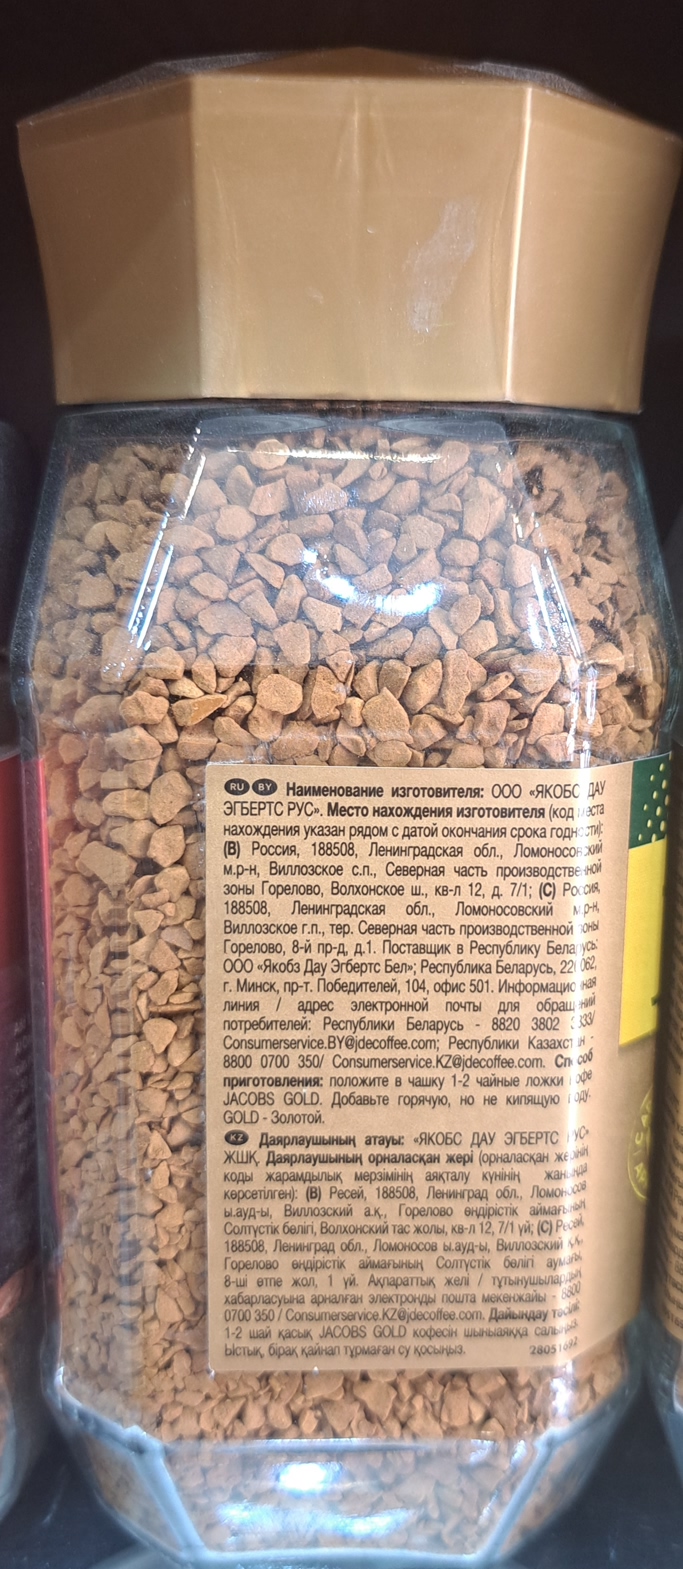 RU BY Наименование изготовителя: ООО «ЯКОБС ДАУ
ЭГБЕРТС РУС». Место нахождения изготовителя (код места
нахождения указан рядом с датой окончания срока годности):
(В) Россия, 188508, Ленинградская обл., Ломоносовский
м.р-н, Виллозское с.п., Северная часть производственной
зоны Горелово, Волхонское ш., кв-л 12, д. 7/1; (С) Россия,
188508, Ленинградская обл., Ломоносовский м.р-н,
Виллозское г.п., тер. Северная часть производственной зоны
Горелово, 8-й пр-д, д.1. Поставщик в Республику Беларусь:
ООО «Якобз Дау Эгбертс Бел»; Республика Беларусь, 220062,
г. Минск, пр-т. Победителей, 104, офис 501. Информационная
линия / адрес электронной почты для обращений
потребителей: Республики Беларусь - 8820 3802
Consumerservice.BY@jdecoffee.com; Республики Казахстан -
8800 0700 350/ Consumerservice.KZ@jdecoffee.com. Способ
приготовления: положите в чашку 1-2 чайные ложки кофе
JACOBS GOLD. Добавьте горячую, но не кипящую воду.
GOLD - Золотой.
KZ Даярлаушының атауы: «ЯКОБС ДАУ ЭГБЕРТС РУС»
ЖШҚ. Даярлаушының орналасқан жері (орналасқан жерінің
коды жарамдылық мерзімінің аяқталу күнінің жанында
көрсетілген): (В) Ресей, 188508, Ленинград обл., Ломоносов
ы.ауд-ы, Виллозский а.қ., Горелово өндірістік аймағының
Солтүстік бөлігі, Волхонский тас жолы, кв-л 12, 7/1 үй; (С) Ресей,
188508, Ленинград обл., Ломоносов ы.ауд-ы, Виллозский қ.қ.,
Горелово өндірістік аймағының Солтүстік бөлігі аумағы,
8-ші өтпе жол, 1 үй. Ақпараттық желі / тұтынушылардың
хабарласуына арналған электронды пошта мекенжайы - 8800
0700 350 / Consumerservice.KZ@jdecoffee.com. Дайындау тәсілі:
1-2 шай қасық JACOBS GOLD кофесін шыныаяққа салыңыз.
Ыстық, бірақ қайнап тұрмаған су қосыңыз. 28051692